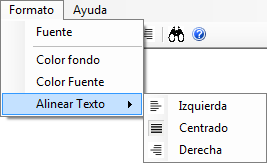 Formato Ayuda
Fuente
Color fondo
Color Fuente
Alinear Texto
Izquierda
Centrado
Derecha